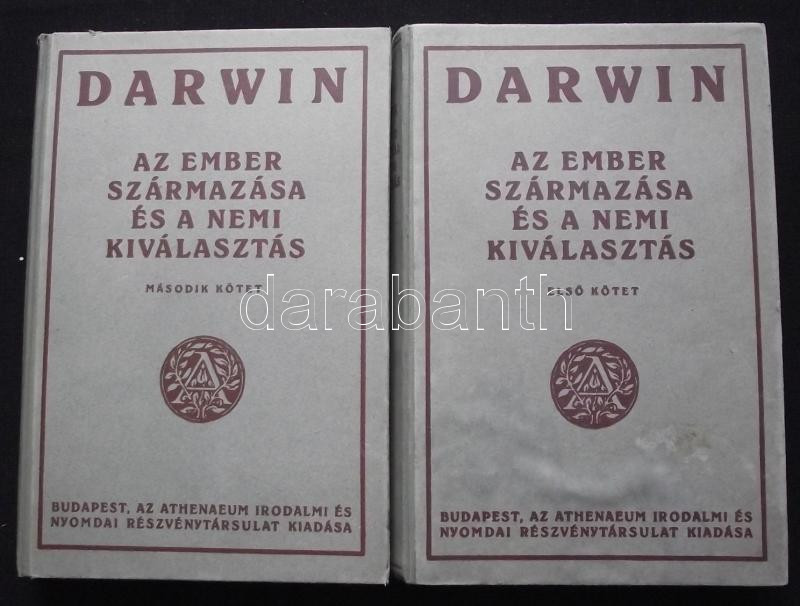 DARWIN
AZ EMBER
SZÁRMAZÁSA
ÉS A NEMI
KIVÁLASZTÁS
MÁSODIK KÖTET
BUDAPEST, AZ ATHENAEUM IRODALMI ÉS
NYOMDAI RÉSZVÉNYTÁRSULAT KIADÁSA
DARWIN
AZ EMBER
SZÁRMAZÁSA
ÉS A NEMI
KIVÁLASZTÁS
ELSŐ KÖTET
BUDAPEST, AZ ATHENAEUM IRODALMI ÉS
NYOMDAI RÉSZVÉNYTÁRSULAT KIADÁSA
darabanth